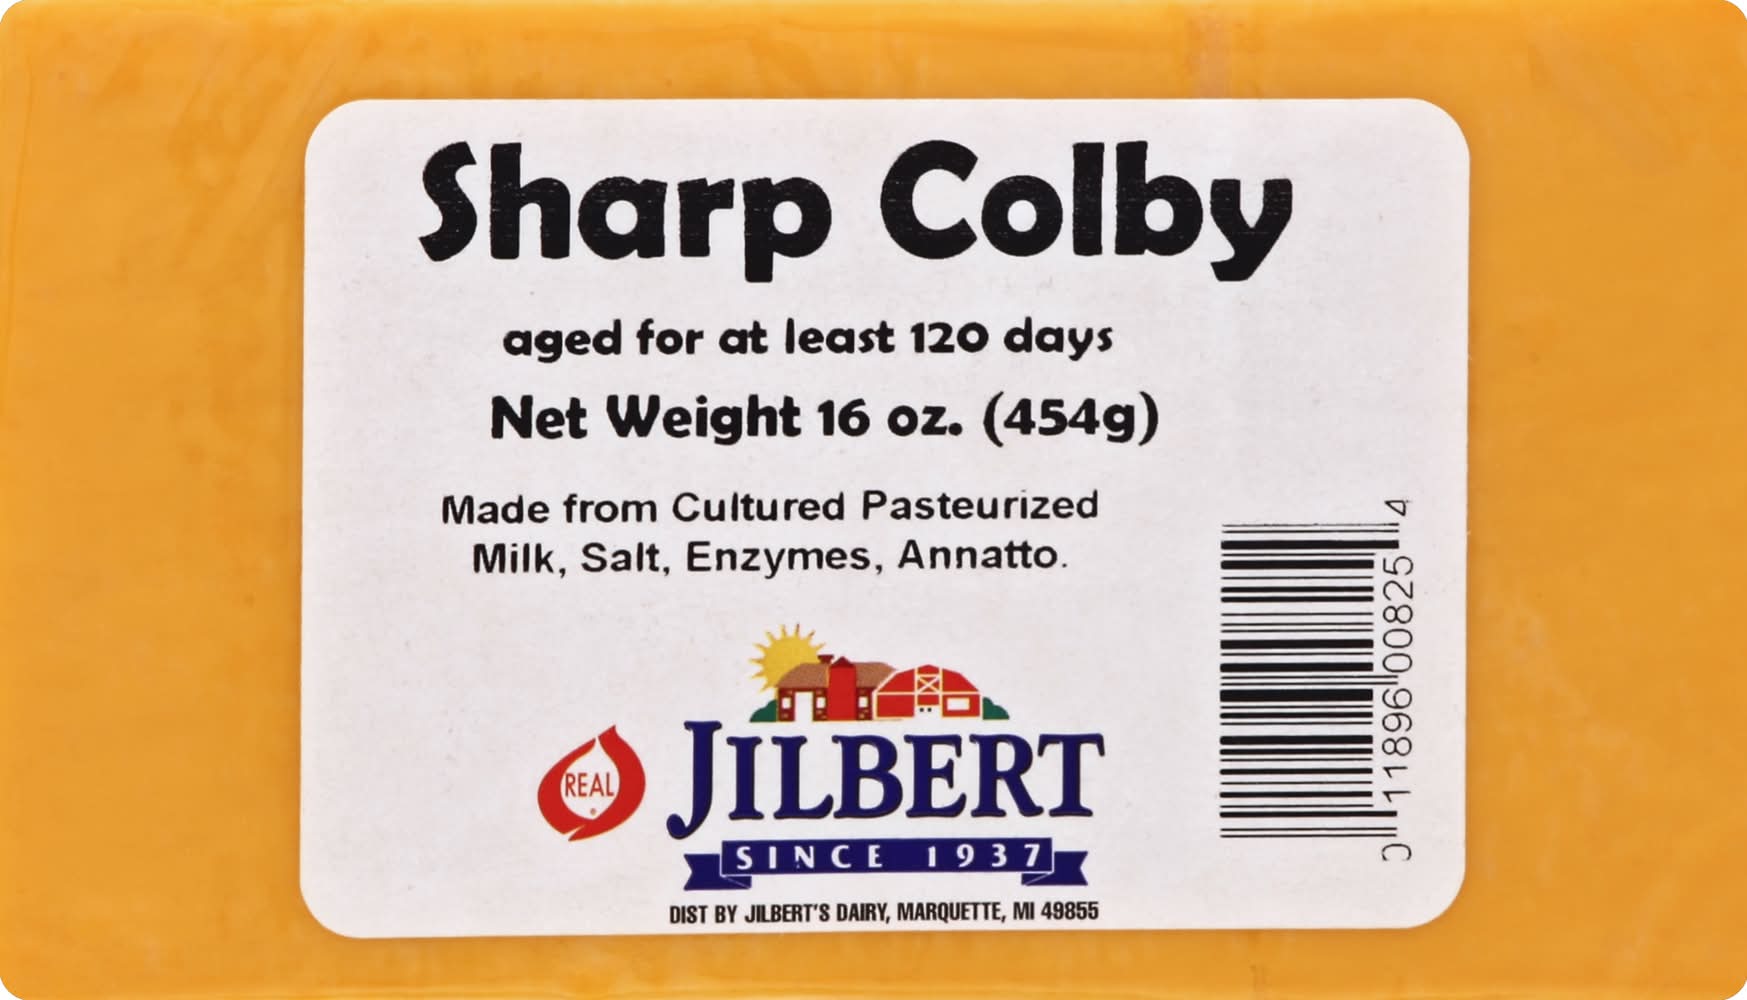 Sharp Colby
aged for at least 120 days
Net Weight 16 oz. (454g)
Made from Cultured Pasteurized
Milk, Salt, Enzymes, Annatto.
REAL
®
JILBERT
SINCE 1937
DIST BY JILBERT'S DAIRY, MARQUETTE, MI 49855
0 11896 00825 4